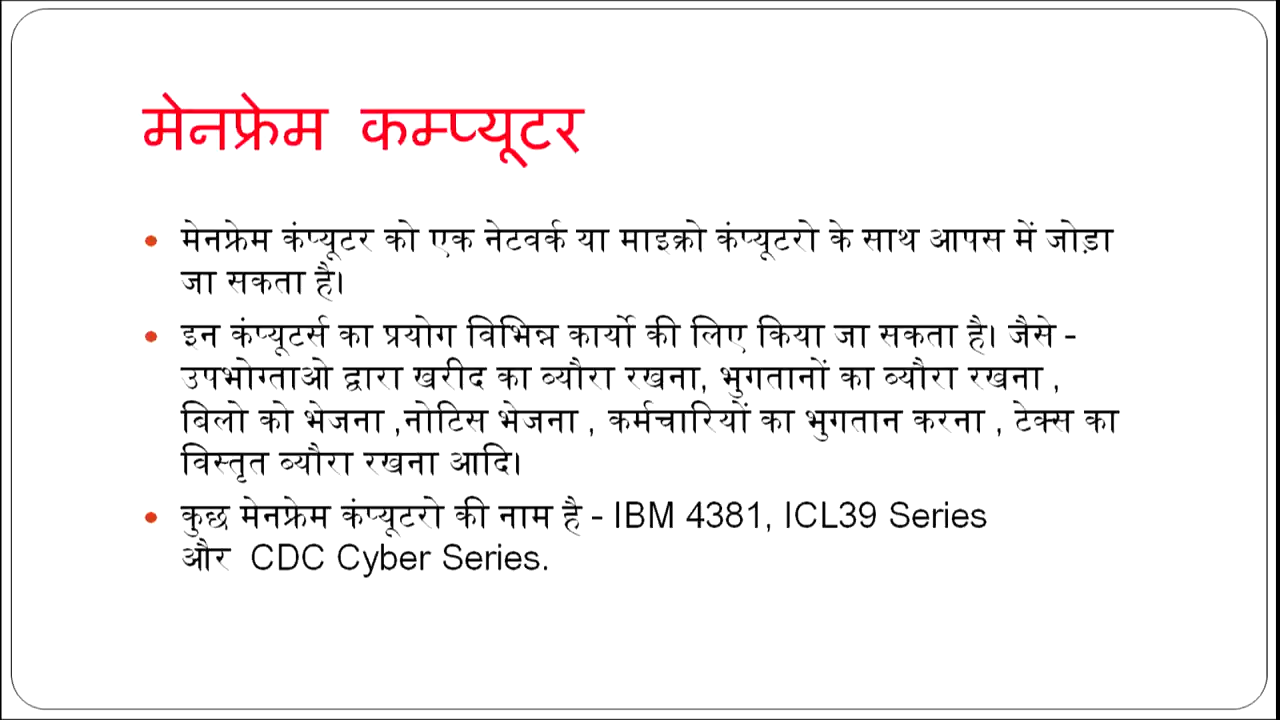 मेनफ्रेम कम्प्यूटर
मेनफ्रेम कंप्यूटर को एक नेटवर्क या माइक्रो कंप्यूटरो के साथ आपस में जोड़ा
जा सकता है।
इन कंप्यूटर्स का प्रयोग विभिन्न कार्यो की लिए किया जा सकता है। जैसे -
उपभोग्ताओ द्वारा खरीद का व्यौरा रखना, भुगतानों का व्यौरा रखना ,
बिलो को भेजना ,नोटिस भेजना , कर्मचारियों का भुगतान करना , टेक्स का
विस्तृत व्यौरा रखना आदि।
कुछ मेनफ्रेम कंप्यूटरो की नाम है - IBM 4381, ICL39 Series
और CDC Cyber Series.